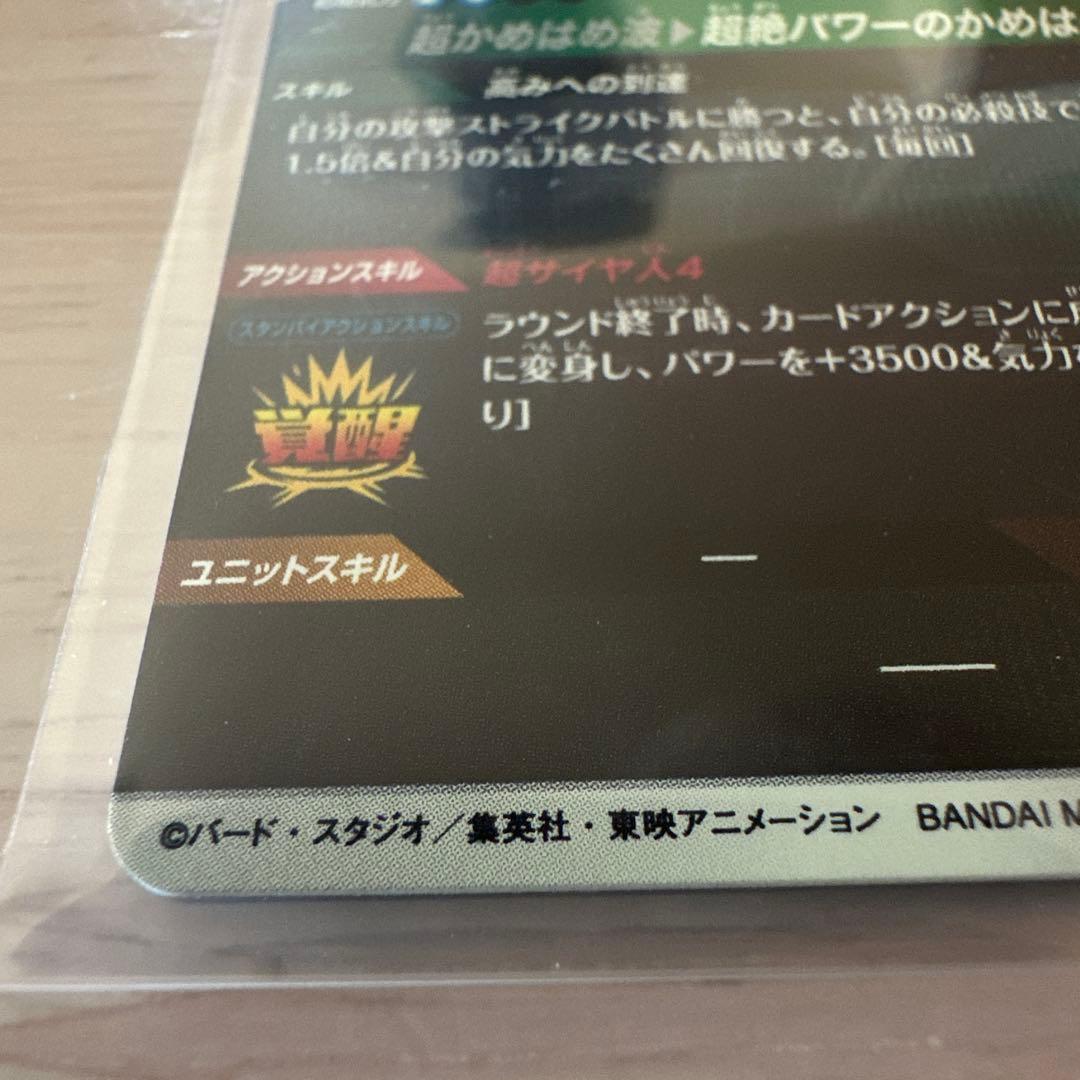 超かめはめ波▶超絶パワーのかめは
スキル 高みへの到達
自分の攻撃ストライクバトルに勝つと、自分の必殺技で
1.5倍&自分の気力をたくさん回復する。[毎回]
アクションスキル 超サイヤ人4
スタンバイアクションスキル
ラウンド終了時、カードアクションに
に変身し、パワーを+3500&気力
り]
覚醒
ユニットスキル —
—
©バード・スタジオ／集英社・東映アニメーション BANDAI